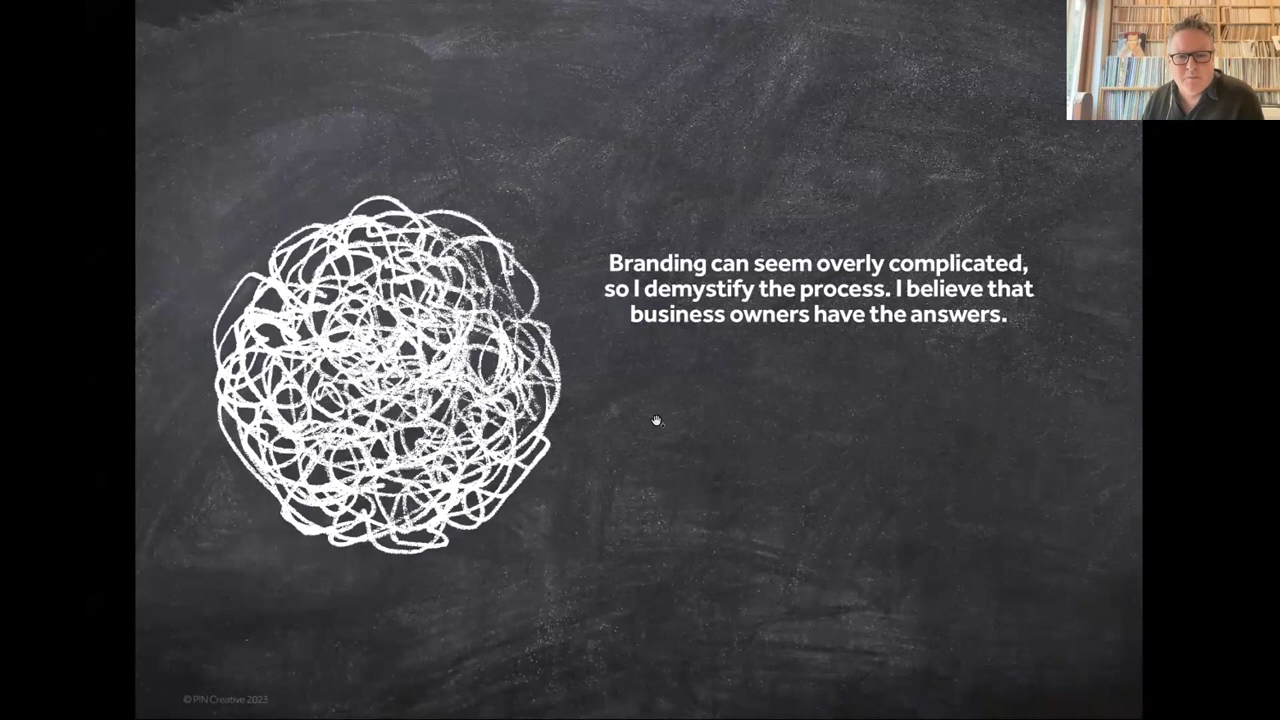 Branding can seem overly complicated,
so I demystify the process. I believe that
business owners have the answers.
© PIN Creative 2023